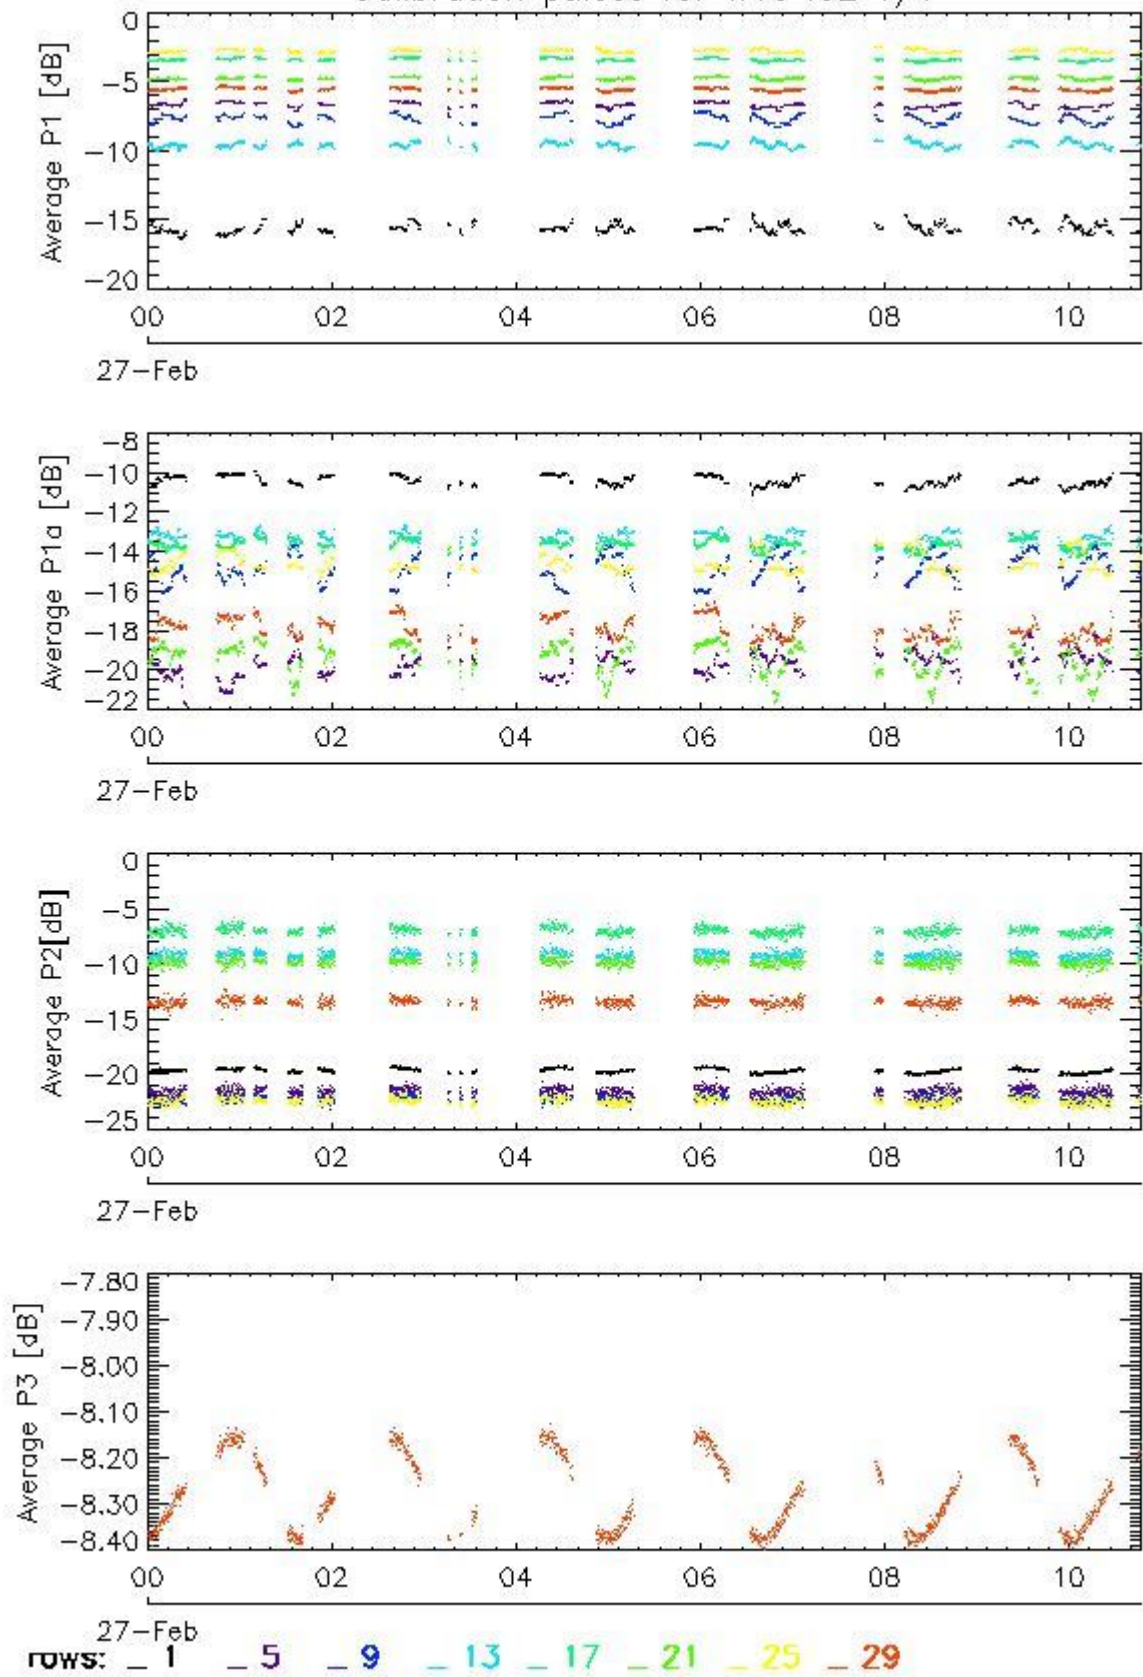 Average P1 [dB]
0
−5
−10
−15
−20
00 02 04 06 08 10
27−Feb
Average P1a [dB]
−8
−10
−12
−14
−16
−18
−20
−22
00 02 04 06 08 10
27−Feb
Average P2[dB]
0
−5
−10
−15
−20
−25
00 02 04 06 08 10
27−Feb
Average P3 [dB]
−7.80
−7.90
−8.00
−8.10
−8.20
−8.30
−8.40
00 02 04 06 08 10
27−Feb
rows: _ 1 _ 5 _ 9 _ 13 _ 17 _ 21 _ 25 _ 29